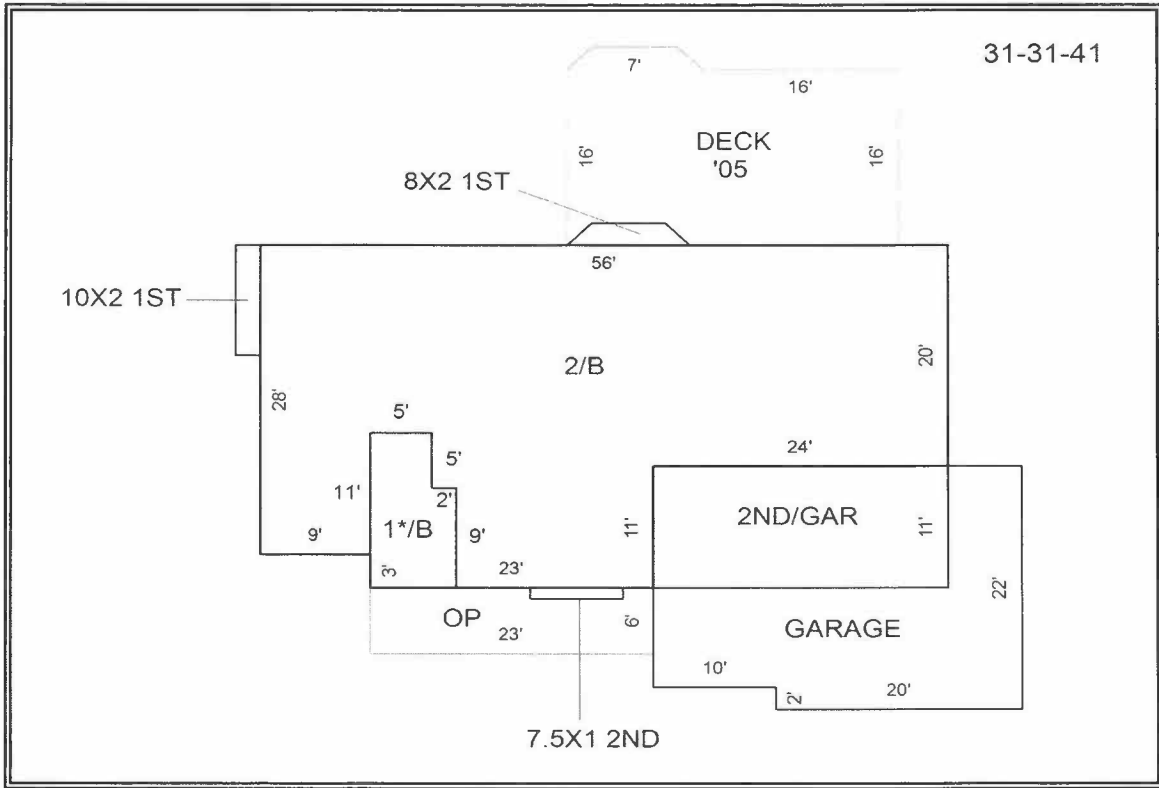 31-31-41
7'
16'
16'
DECK
'05
16'
8X2 1ST
56'
10X2 1ST
2/B
20'
28'
5'
5'
24'
11'
2'
1*/B
9'
11'
2ND/GAR
11'
9'
3'
23'
22'
OP
23'
6'
GARAGE
10'
2'
20'
7.5X1 2ND